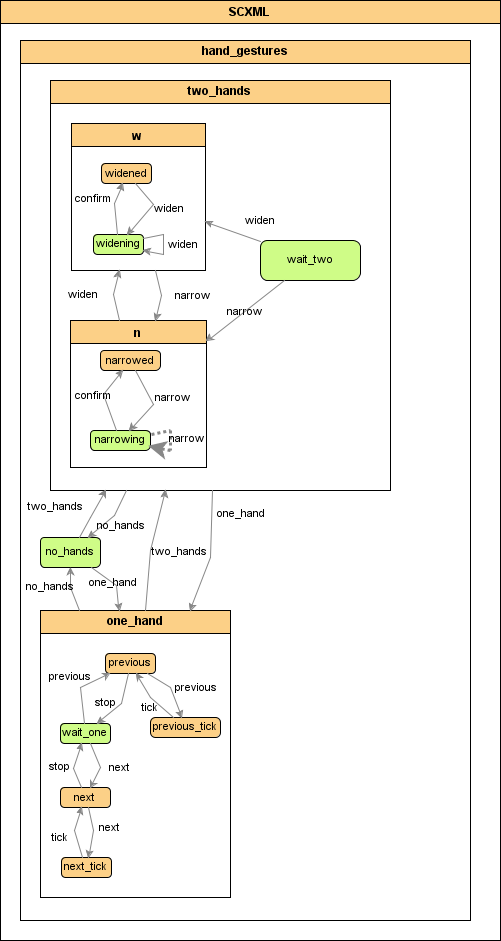 SCXML
hand_gestures
two_hands
w
widened
confirm
widen
widening
widen
widen
wait_two
widen
narrow
narrow
n
narrowed
confirm
narrow
narrowing
narrow
two_hands
no_hands
one_hand
no_hands
two_hands
one_hand
no_hands
one_hand
previous
previous
previous
stop
tick
wait_one
previous_tick
stop
next
next
tick
next
next_tick